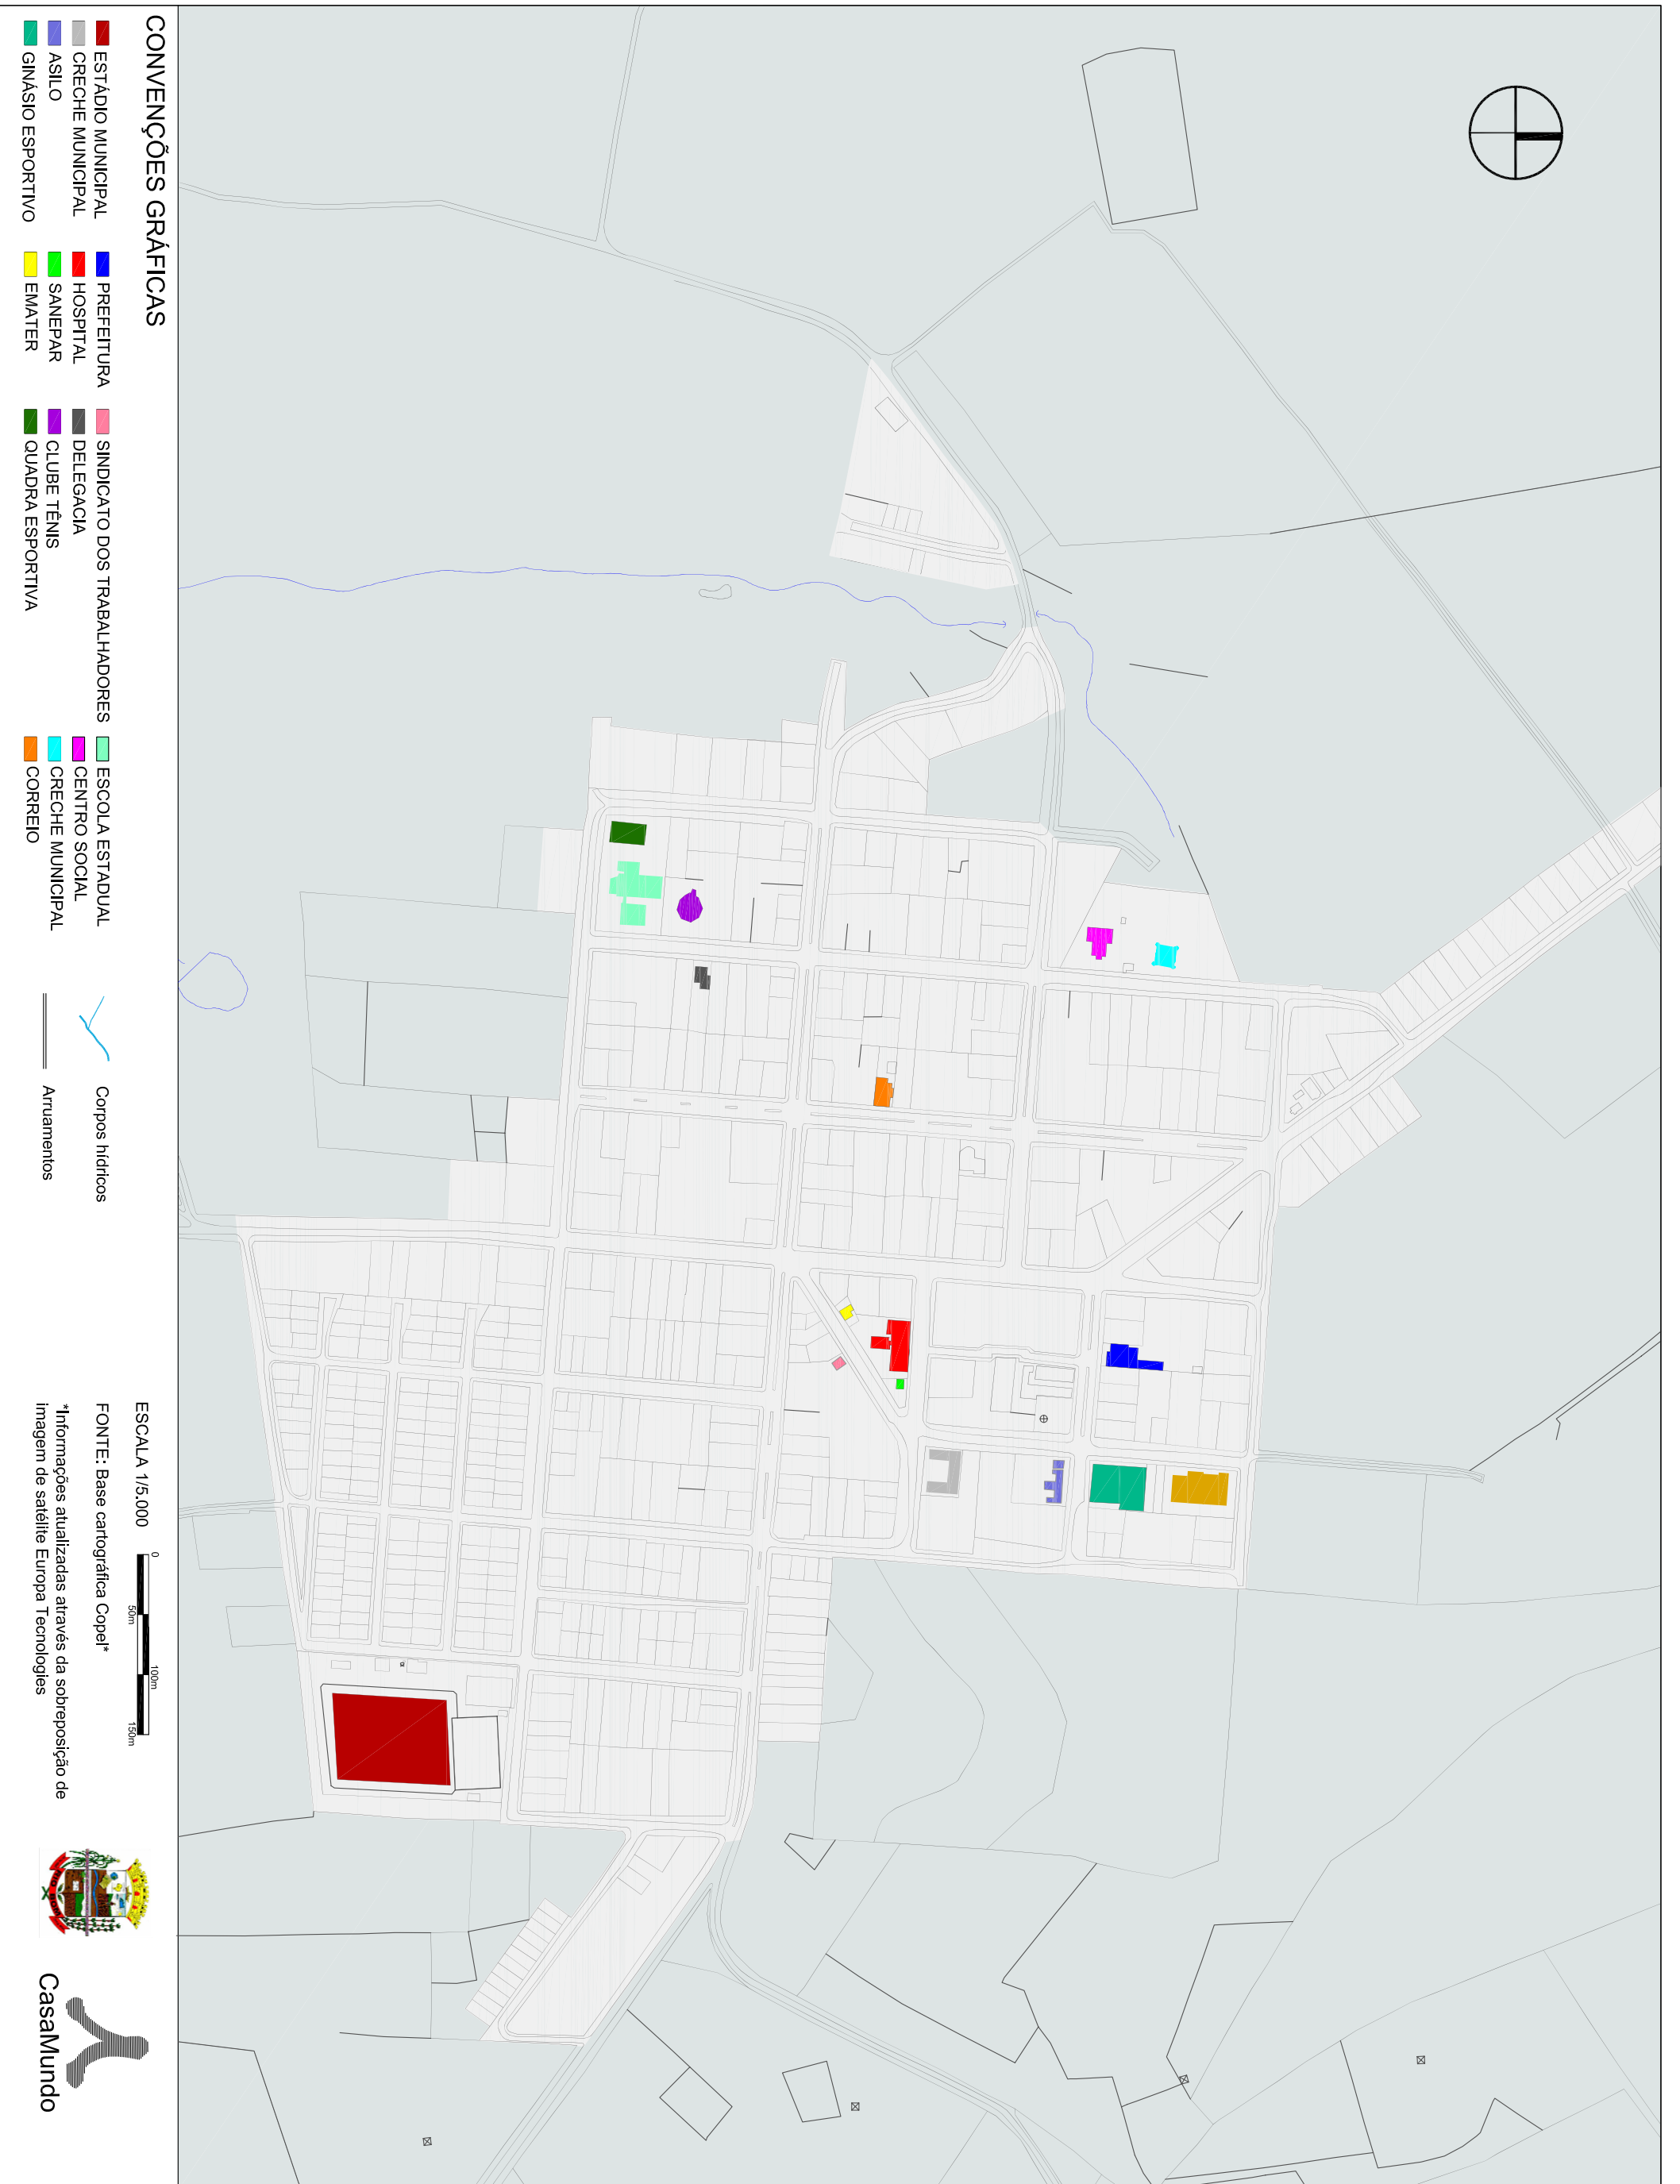 CONVENÇÕES GRÁFICAS
ESTÁDIO MUNICIPAL
CRECHE MUNICIPAL
ASILO
GINÁSIO ESPORTIVO
PREFEITURA
HOSPITAL
SANEPAR
EMATER
SINDICATO DOS TRABALHADORES
DELEGACIA
CLUBE TÊNIS
QUADRA ESPORTIVA
ESCOLA ESTADUAL
CENTRO SOCIAL
CRECHE MUNICIPAL
CORREIO
Corpos hídricos
Arruamentos
ESCALA 1/5.000
0
50m
100m
150m
FONTE: Base cartográfica Copel*
*Informações atualizadas através da sobreposição de
imagem de satélite Europa Tecnologies
CasaMundo